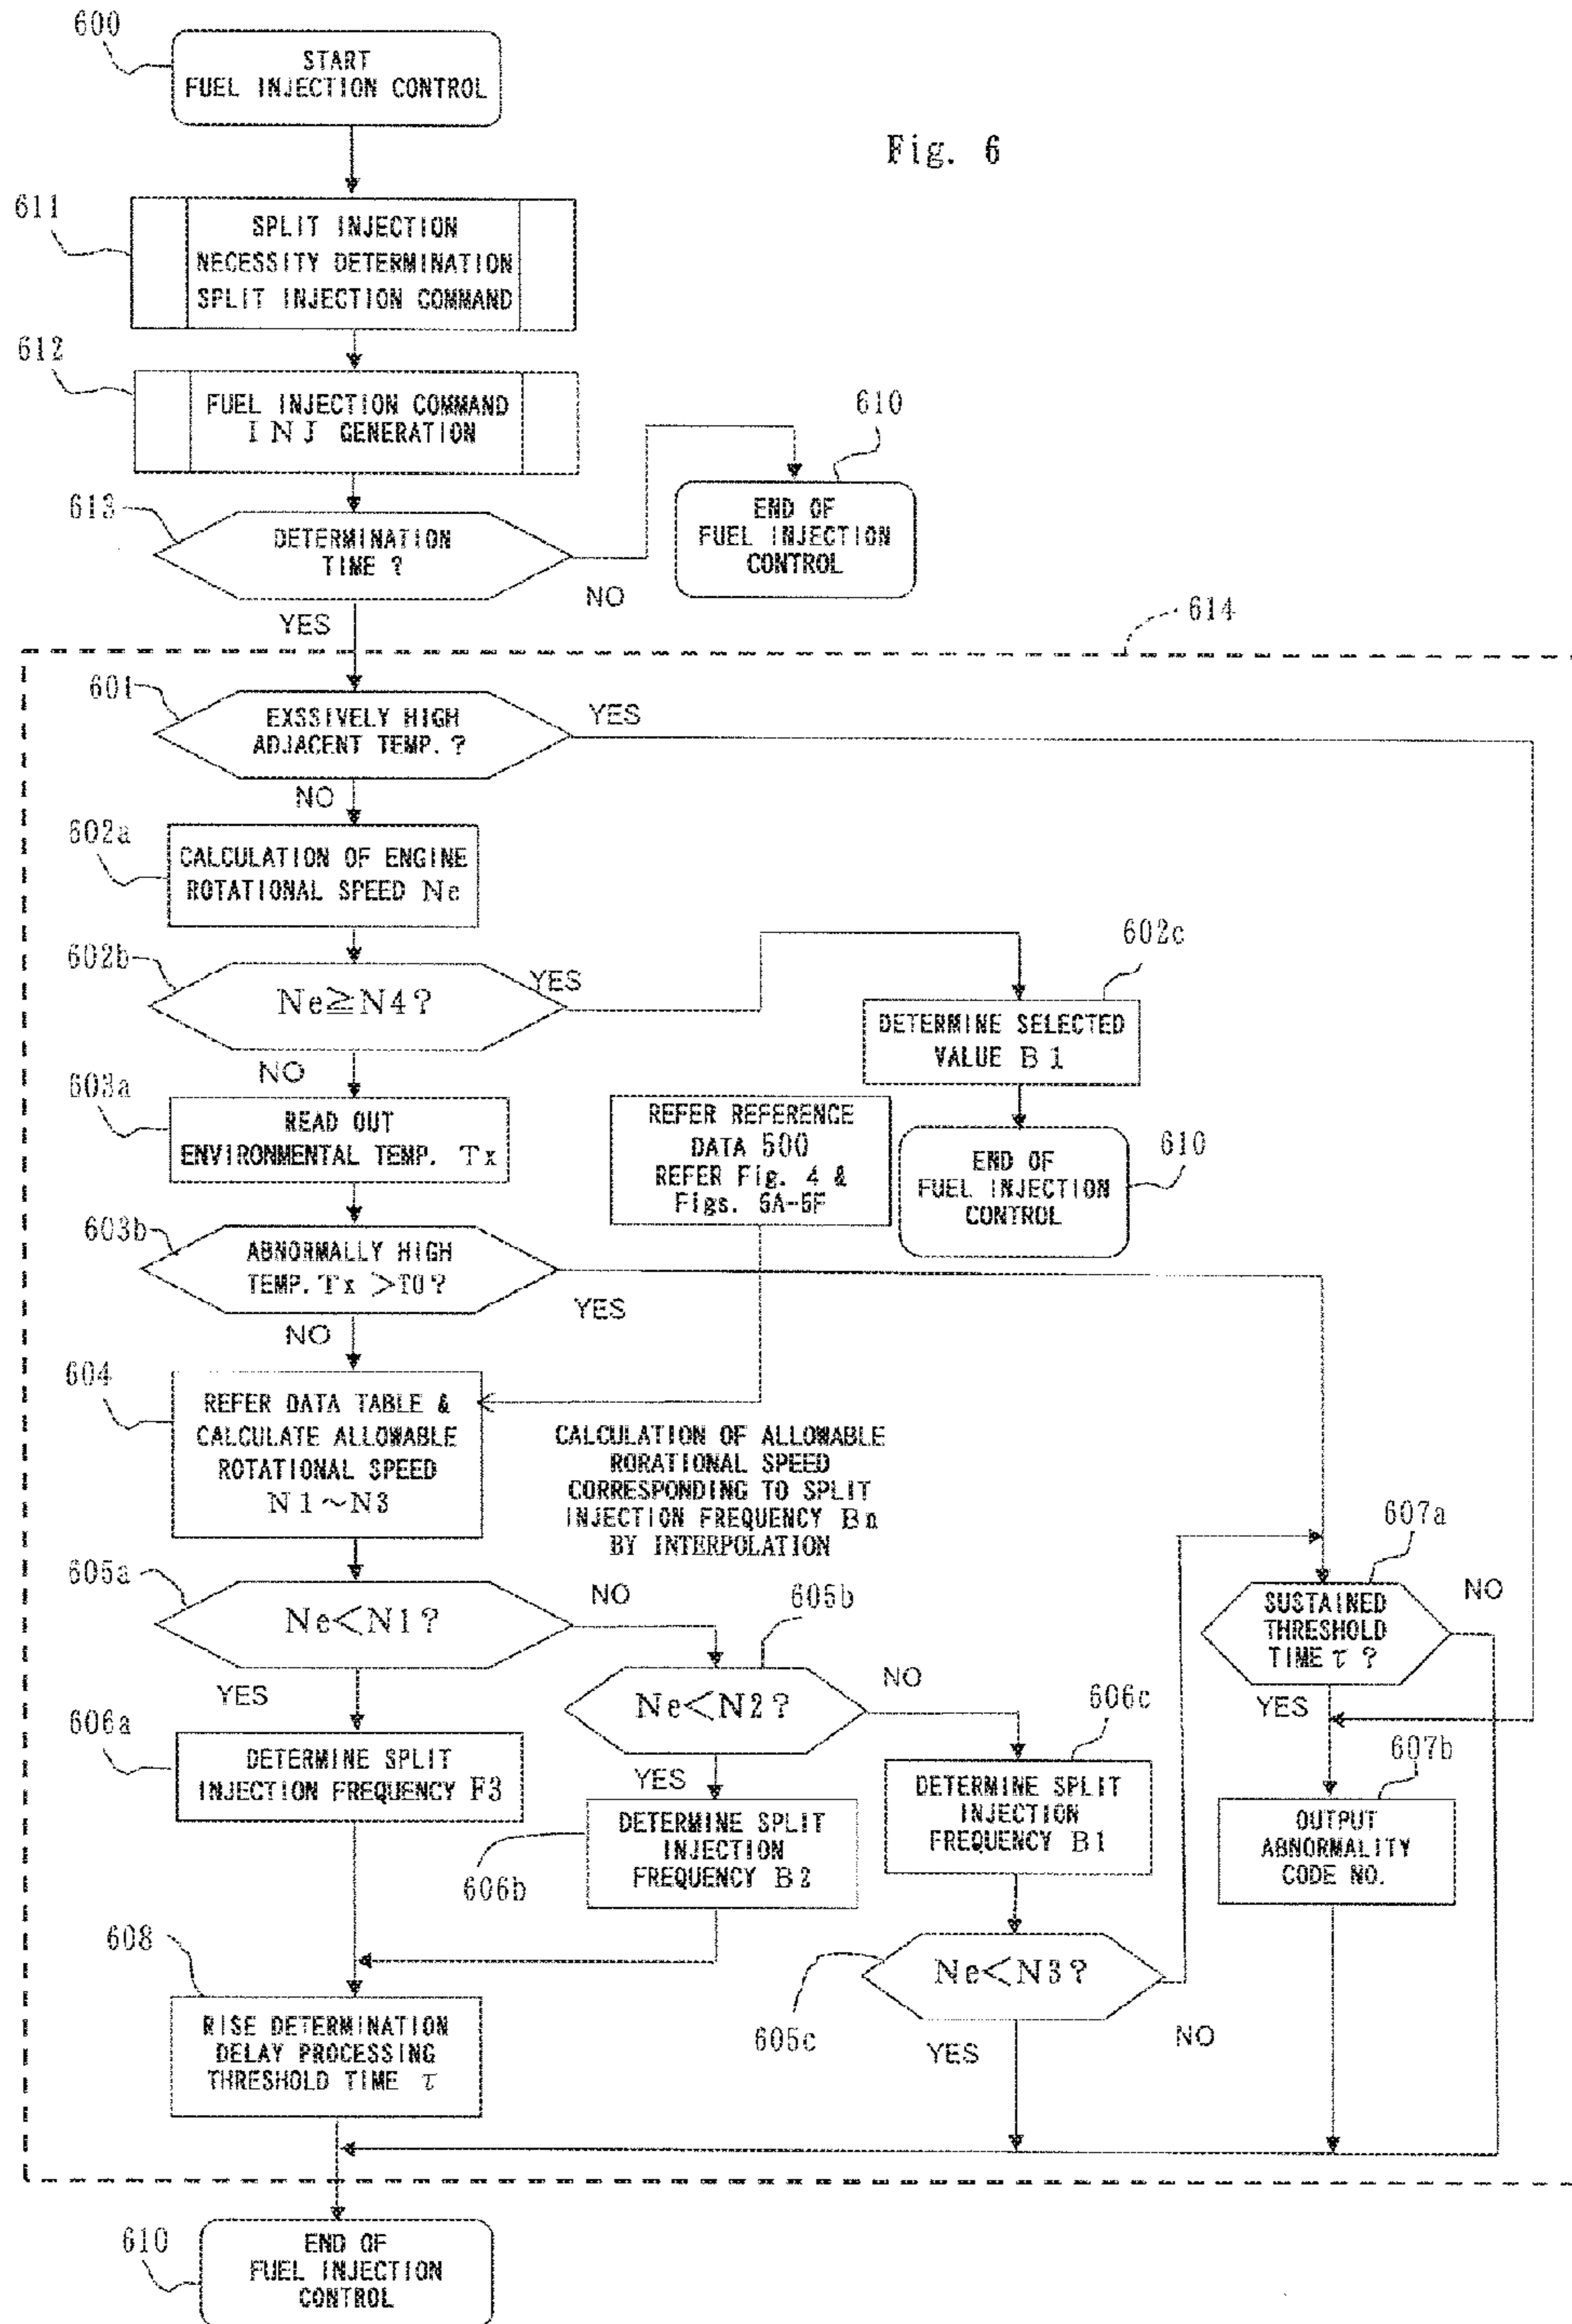 600
START
FUEL INJECTION CONTROL
Fig. 6
611
SPLIT INJECTION
NECESSITY DETERMINATION
SPLIT INJECTION COMMAND
612
FUEL INJECTION COMMAND
INJ GENERATION
610
END OF
FUEL INJECTION
CONTROL
613
DETERMINATION
TIME ?
NO
YES
614
601
EXSSIVELY HIGH
ADJACENT TEMP. ?
YES
NO
602a
CALCULATION OF ENGINE
ROTATIONAL SPEED Ne
602b
Ne≧N4?
YES
602c
DETERMINE SELECTED
VALUE B1
NO
603a
READ OUT
ENVIRONMENTAL TEMP. Tx
REFER REFERENCE
DATA 500
REFER Fig. 4 &
Figs. 5A-5F
610
END OF
FUEL INJECTION
CONTROL
603b
ABNORMALLY HIGH
TEMP. Tx >T0?
YES
NO
604
REFER DATA TABLE &
CALCULATE ALLOWABLE
ROTATIONAL SPEED
N1~N3
CALCULATION OF ALLOWABLE
RORATIONAL SPEED
CORRESPONDING TO SPLIT
INJECTION FREQUENCY Bn
BY INTERPOLATION
605a
Ne<N1?
NO
YES
605b
Ne<N2?
NO
YES
607a
SUSTAINED
THRESHOLD
TIME τ ?
NO
YES
606a
DETERMINE SPLIT
INJECTION FREQUENCY F3
606b
DETERMINE SPLIT
INJECTION
FREQUENCY B2
606c
DETERMINE SPLIT
INJECTION
FREQUENCY B1
607b
OUTPUT
ABNORMALITY
CODE NO.
605c
Ne<N3?
YES
NO
608
RISE DETERMINATION
DELAY PROCESSING
THRESHOLD TIME τ
610
END OF
FUEL INJECTION
CONTROL